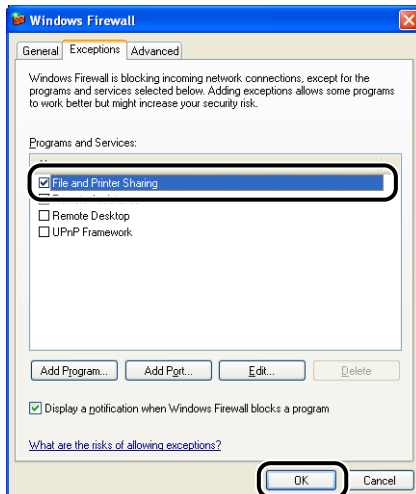 Windows Firewall
General Exceptions Advanced
Windows Firewall is blocking incoming network connections, except for the
programs and services selected below. Adding exceptions allows some programs
to work better but might increase your security risk.
Programs and Services:
File and Printer Sharing
Remote Desktop
UPnP Framework
Add Program... Add Port... Edit... Delete
Display a notification when Windows Firewall blocks a program
What are the risks of allowing exceptions?
OK Cancel